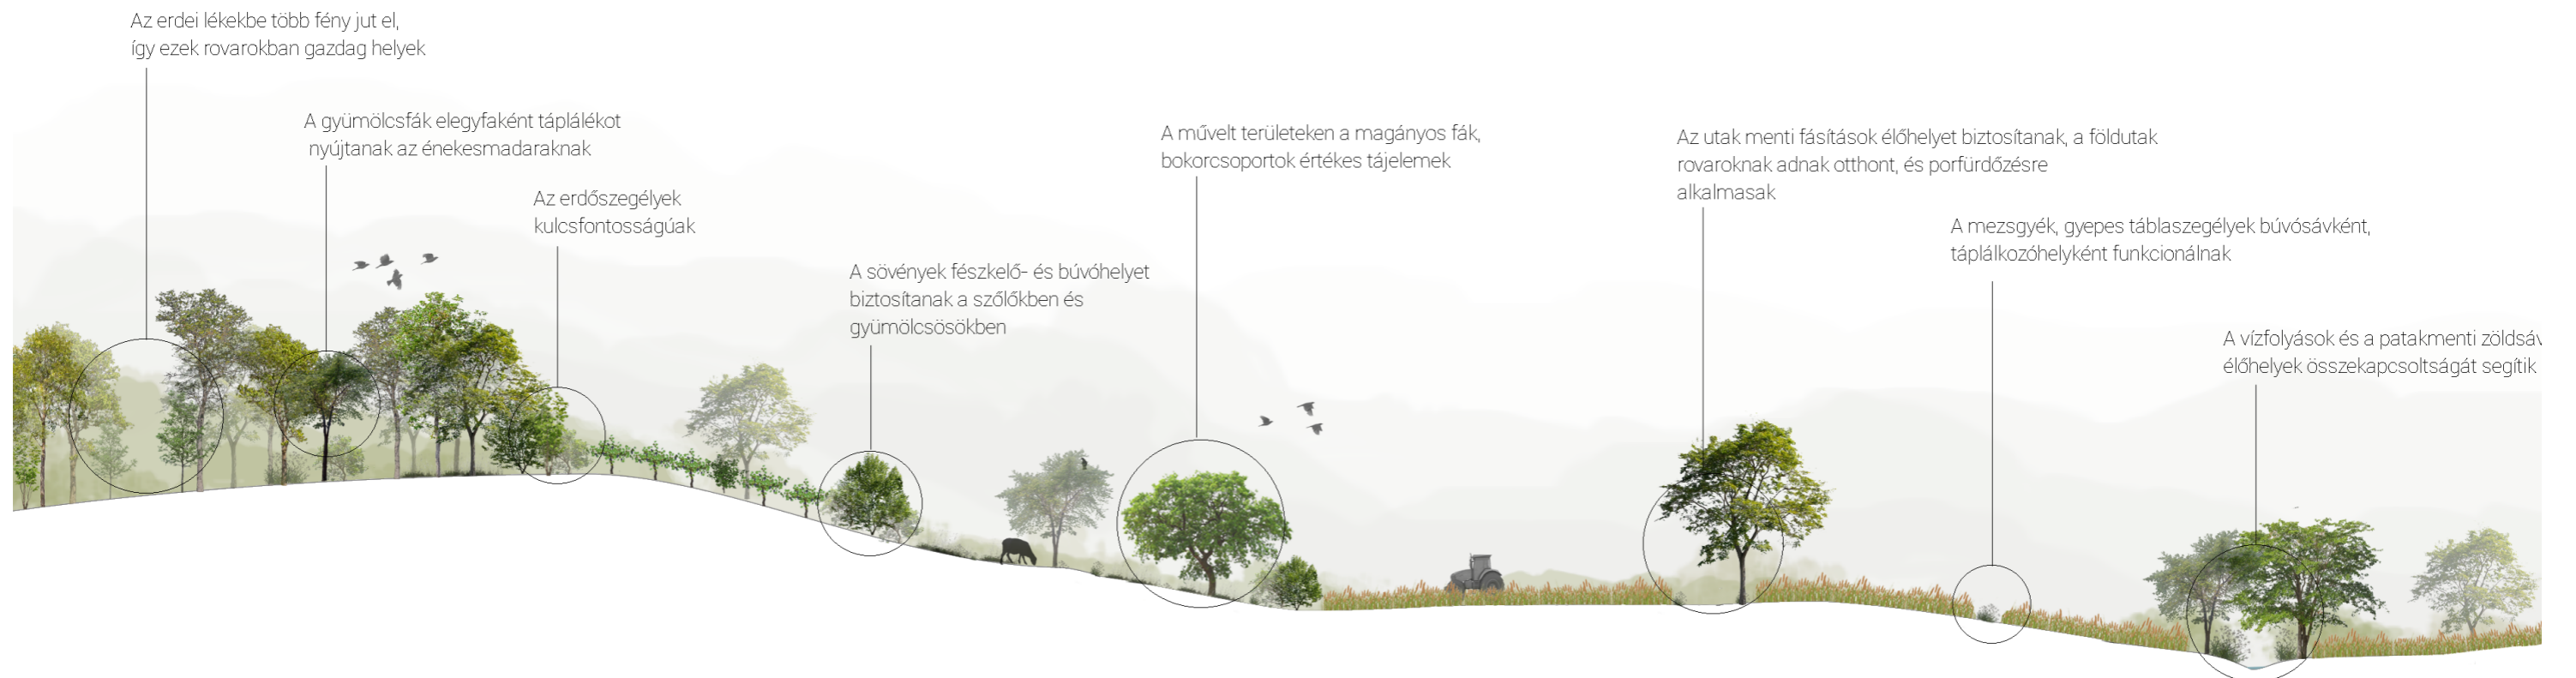 Az erdei lékekbe több fény jut el,
így ezek rovarokban gazdag helyek
A gyümölcsfák elegyfaként táplálékot
nyújtanak az énekesmadaraknak
Az erdőszegélyek
kulcsfontosságúak
A sövények fészkelő- és búvóhelyet
biztosítanak a szőlőkben és
gyümölcsösökben
A művelt területeken a magányos fák,
bokorcsoportok értékes tájelemek
Az utak menti fásítások élőhelyet biztosítanak, a földutak
rovaroknak adnak otthont, és porfürdőzésre
alkalmasak
A mezsgyék, gyepes táblaszegélyek búvósávként,
táplálkozóhelyként funkcionálnak
A vízfolyások és a patakmenti
élőhelyek összekapcsoltságát segítik